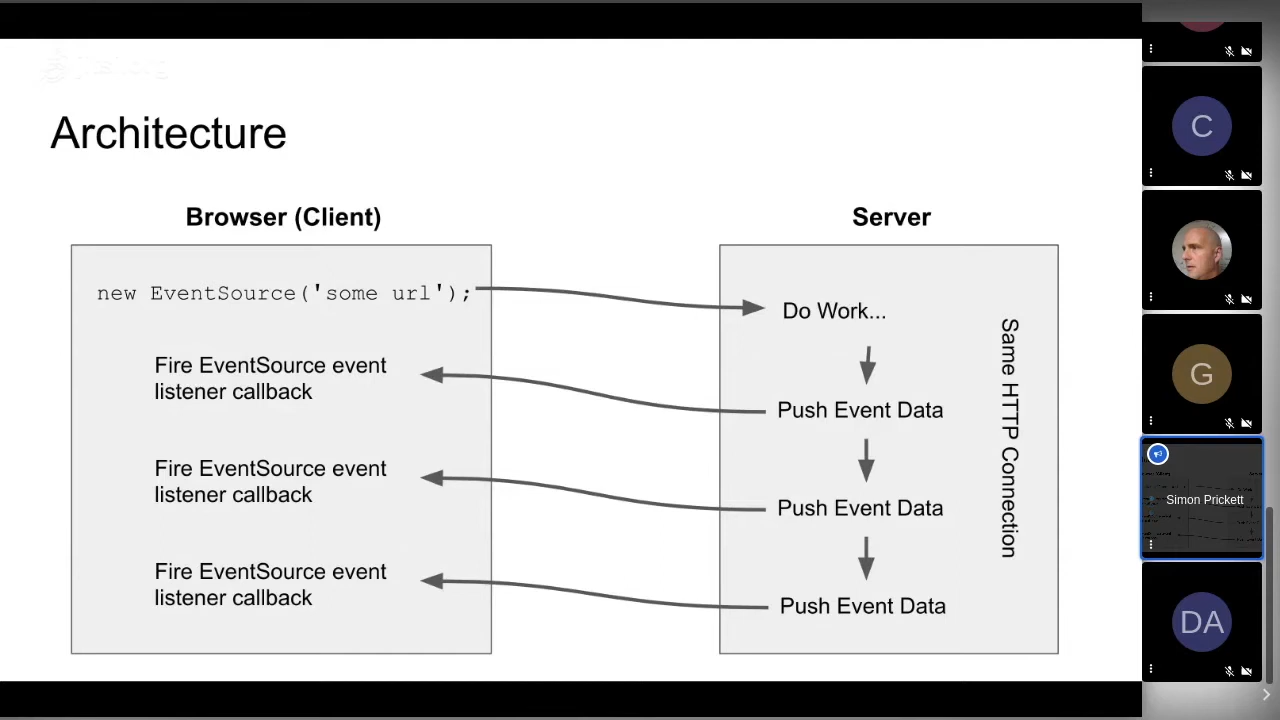 Architecture
Browser (Client)
Server
new EventSource('some url');
Do Work...
Fire EventSource event
listener callback
Push Event Data
Fire EventSource event
listener callback
Push Event Data
Fire EventSource event
listener callback
Push Event Data
Same HTTP Connection
C
G
Simon Prickett
DA